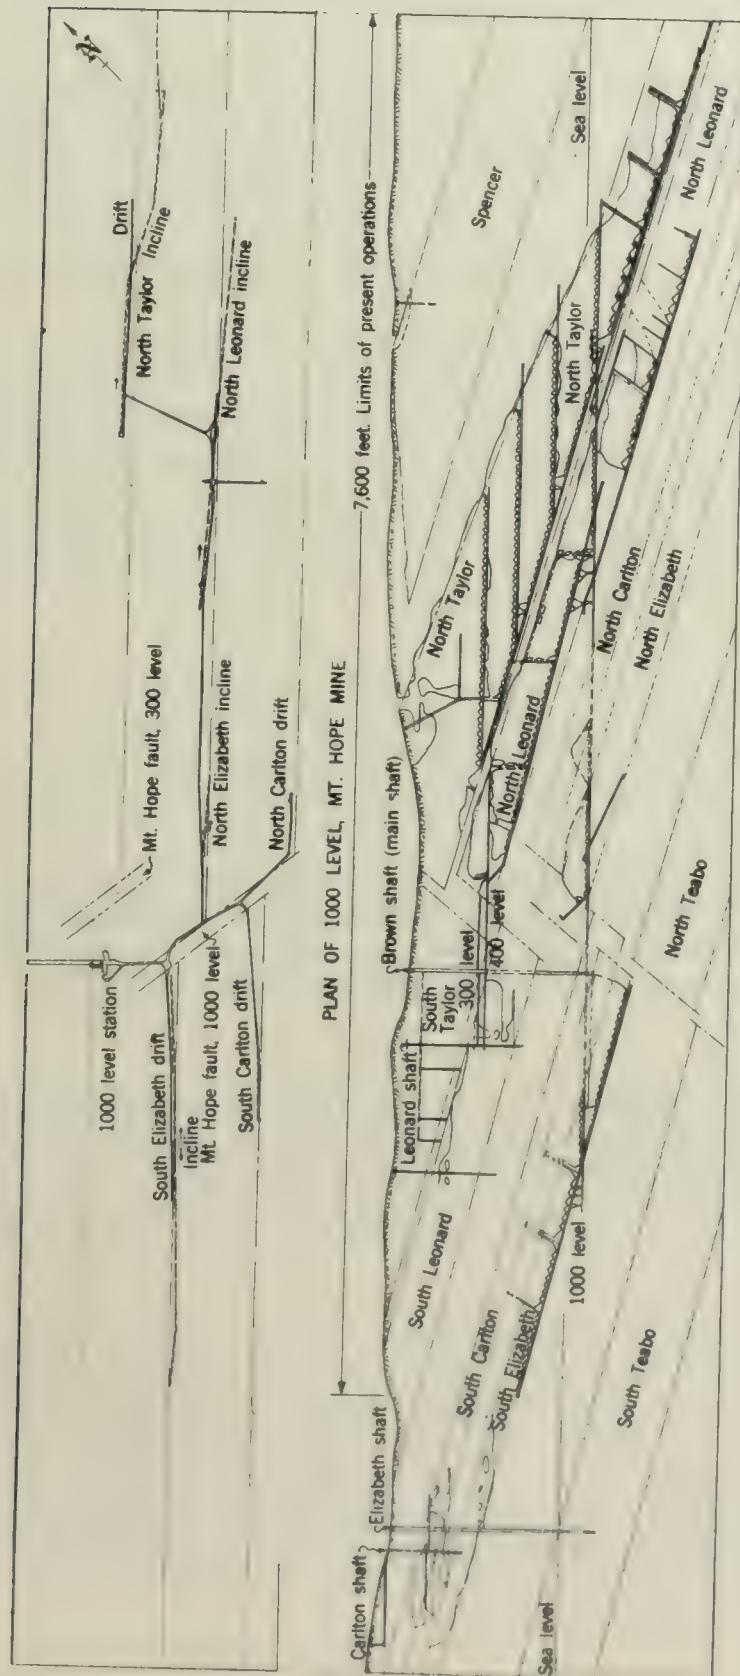 N
Drift
North Taylor Incline
North Leonard incline
Mt. Hope fault, 300 level
North Elizabeth incline
North Carlton drift
1000 level station
South Elizabeth drift
Incline
Mt. Hope fault, 1000 level
South Carlton drift
PLAN OF 1000 LEVEL, MT. HOPE MINE
7,600 feet. Limits of present operations
Carlton shaft
Elizabeth shaft
Leonard shaft
Brown shaft (main shaft)
South
Taylor
300 level
400 level
North Taylor
North Taylor
Spencer
Sea level
North Leonard
North Leonard
North Carlton
North Elizabeth
North Teabo
South Leonard
South Carlton
South Elizabeth
1000 level
South Teabo
Sea level